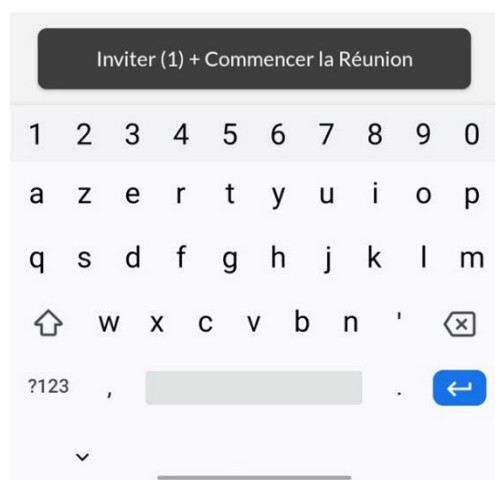 Inviter (1) + Commencer la Réunion
1 2 3 4 5 6 7 8 9 0
a z e r t y u i o p
q s d f g h j k l m
w x c v b n '
?123 , .